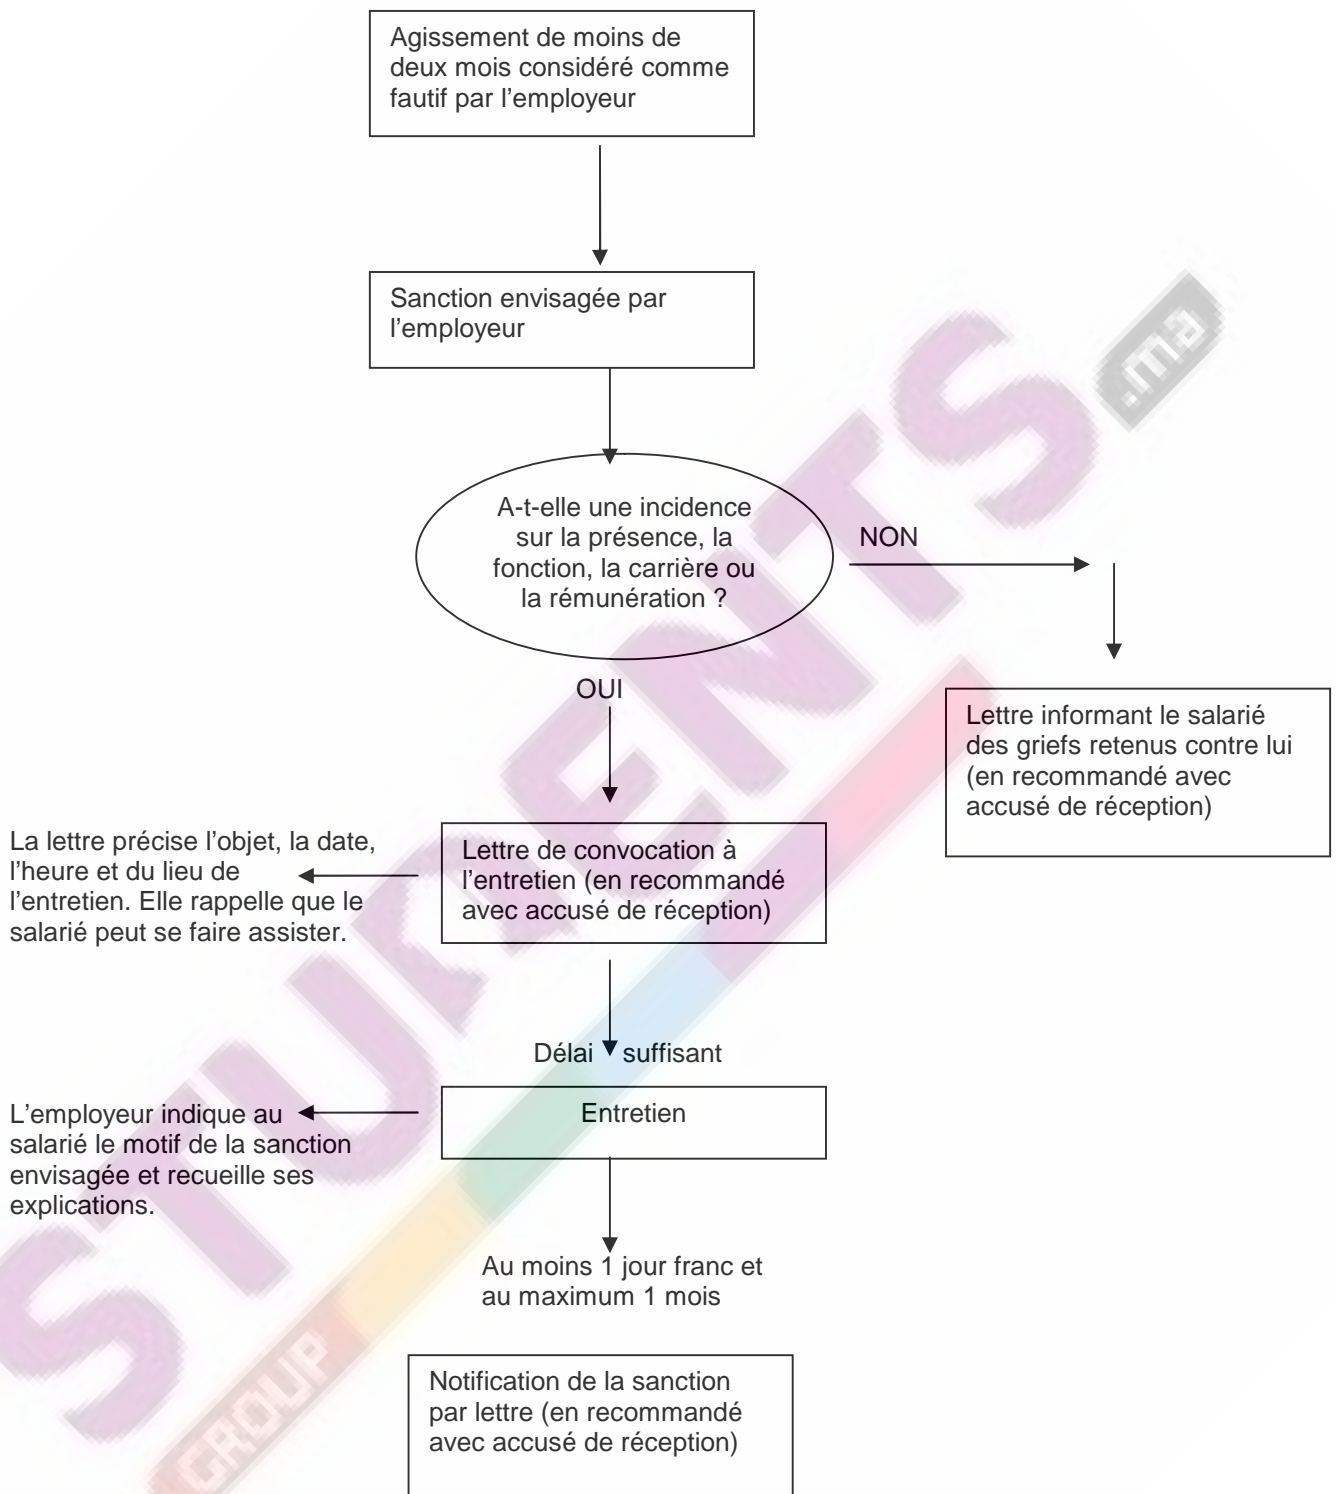 Agissement de moins de
deux mois considéré comme
fautif par l’employeur
Sanction envisagée par
l’employeur
A-t-elle une incidence
sur la présence, la
fonction, la carrière ou
la rémunération ?
NON
OUI
Lettre informant le salarié
des griefs retenus contre lui
(en recommandé avec
accusé de réception)
La lettre précise l’objet, la date,
l’heure et du lieu de
l’entretien. Elle rappelle que le
salarié peut se faire assister.
Lettre de convocation à
l’entretien (en recommandé
avec accusé de réception)
Délai suffisant
Entretien
L’employeur indique au
salarié le motif de la sanction
envisagée et recueille ses
explications.
Au moins 1 jour franc et
au maximum 1 mois
Notification de la sanction
par lettre (en recommandé
avec accusé de réception)
STUDENTS
.ma
GROUP